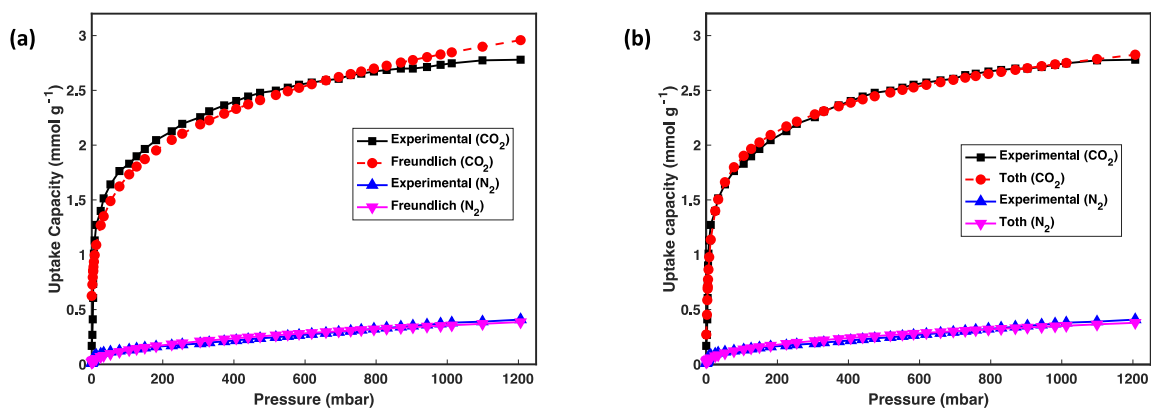 (a)
Uptake Capacity (mmol g⁻¹)
3
2.5
2
1.5
1
0.5
0
0 200 400 600 800 1000 1200
Pressure (mbar)
Experimental (CO₂)
Freundlich (CO₂)
Experimental (N₂)
Freundlich (N₂)
(b)
Uptake capacity (mmol g⁻¹)
3
2.5
2
1.5
1
0.5
0
0 200 400 600 800 1000 1200
Pressure (mbar)
Experimental (CO₂)
Toth (CO₂)
Experimental (N₂)
Toth (N₂)